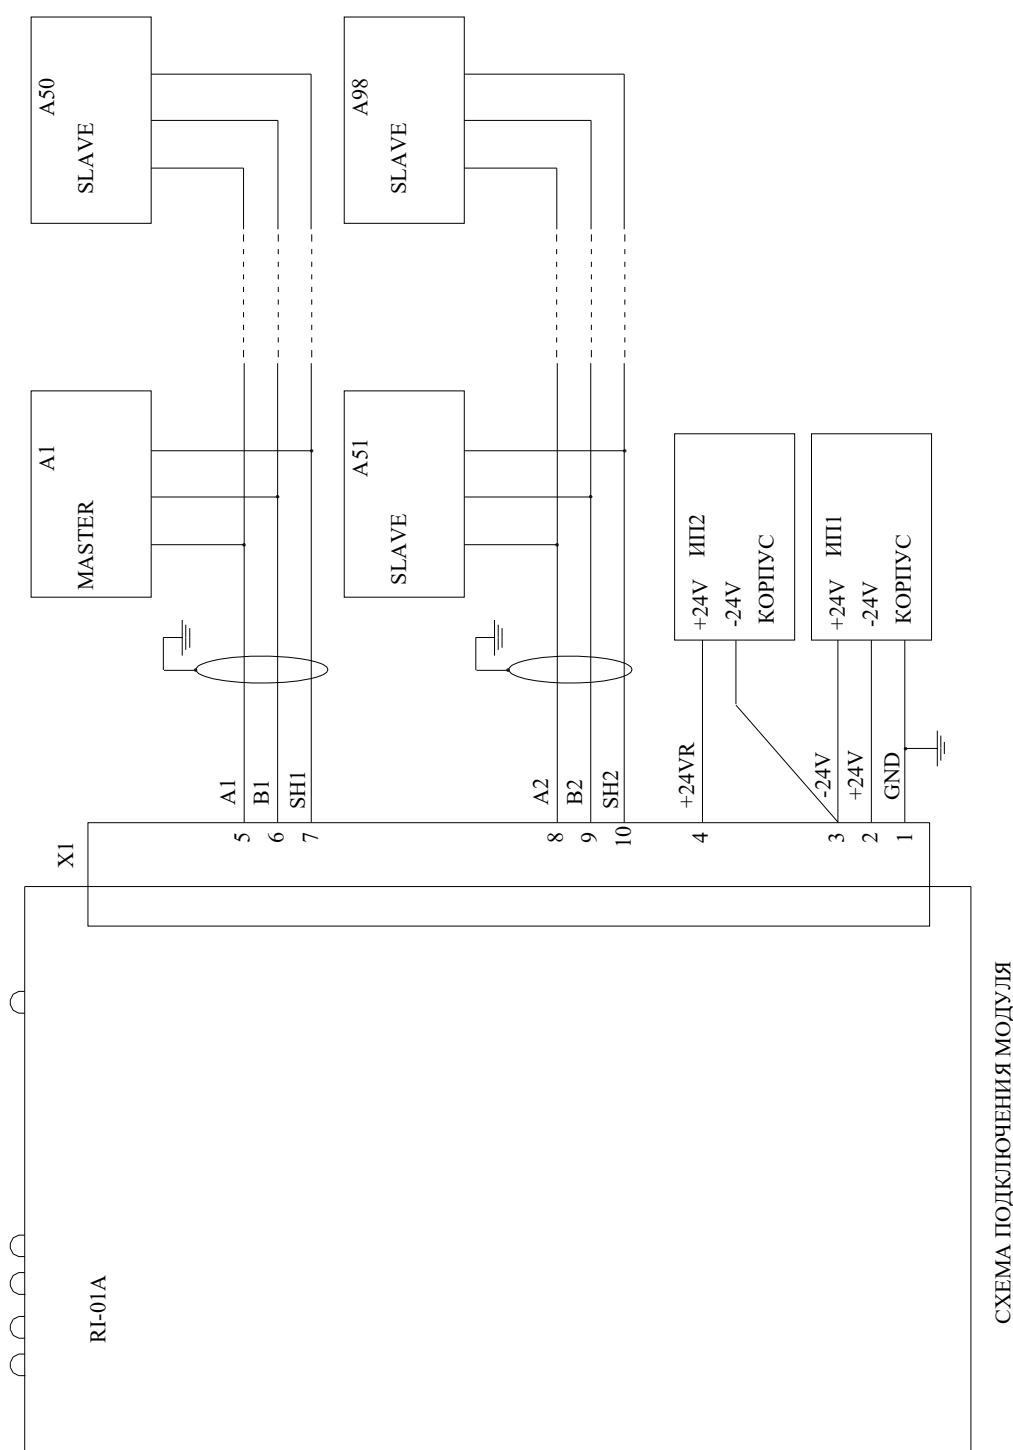 RI-01A
X1
A1
5
B1
6
SH1
7
A2
8
B2
9
SH2
10
+24VR
4
-24V
3
+24V
2
GND
1
A1
MASTER
A50
SLAVE
A51
SLAVE
A98
SLAVE
+24V ИП2
-24V
КОРПУС
+24V ИП1
-24V
КОРПУС
СХЕМА ПОДКЛЮЧЕНИЯ МОДУЛЯ